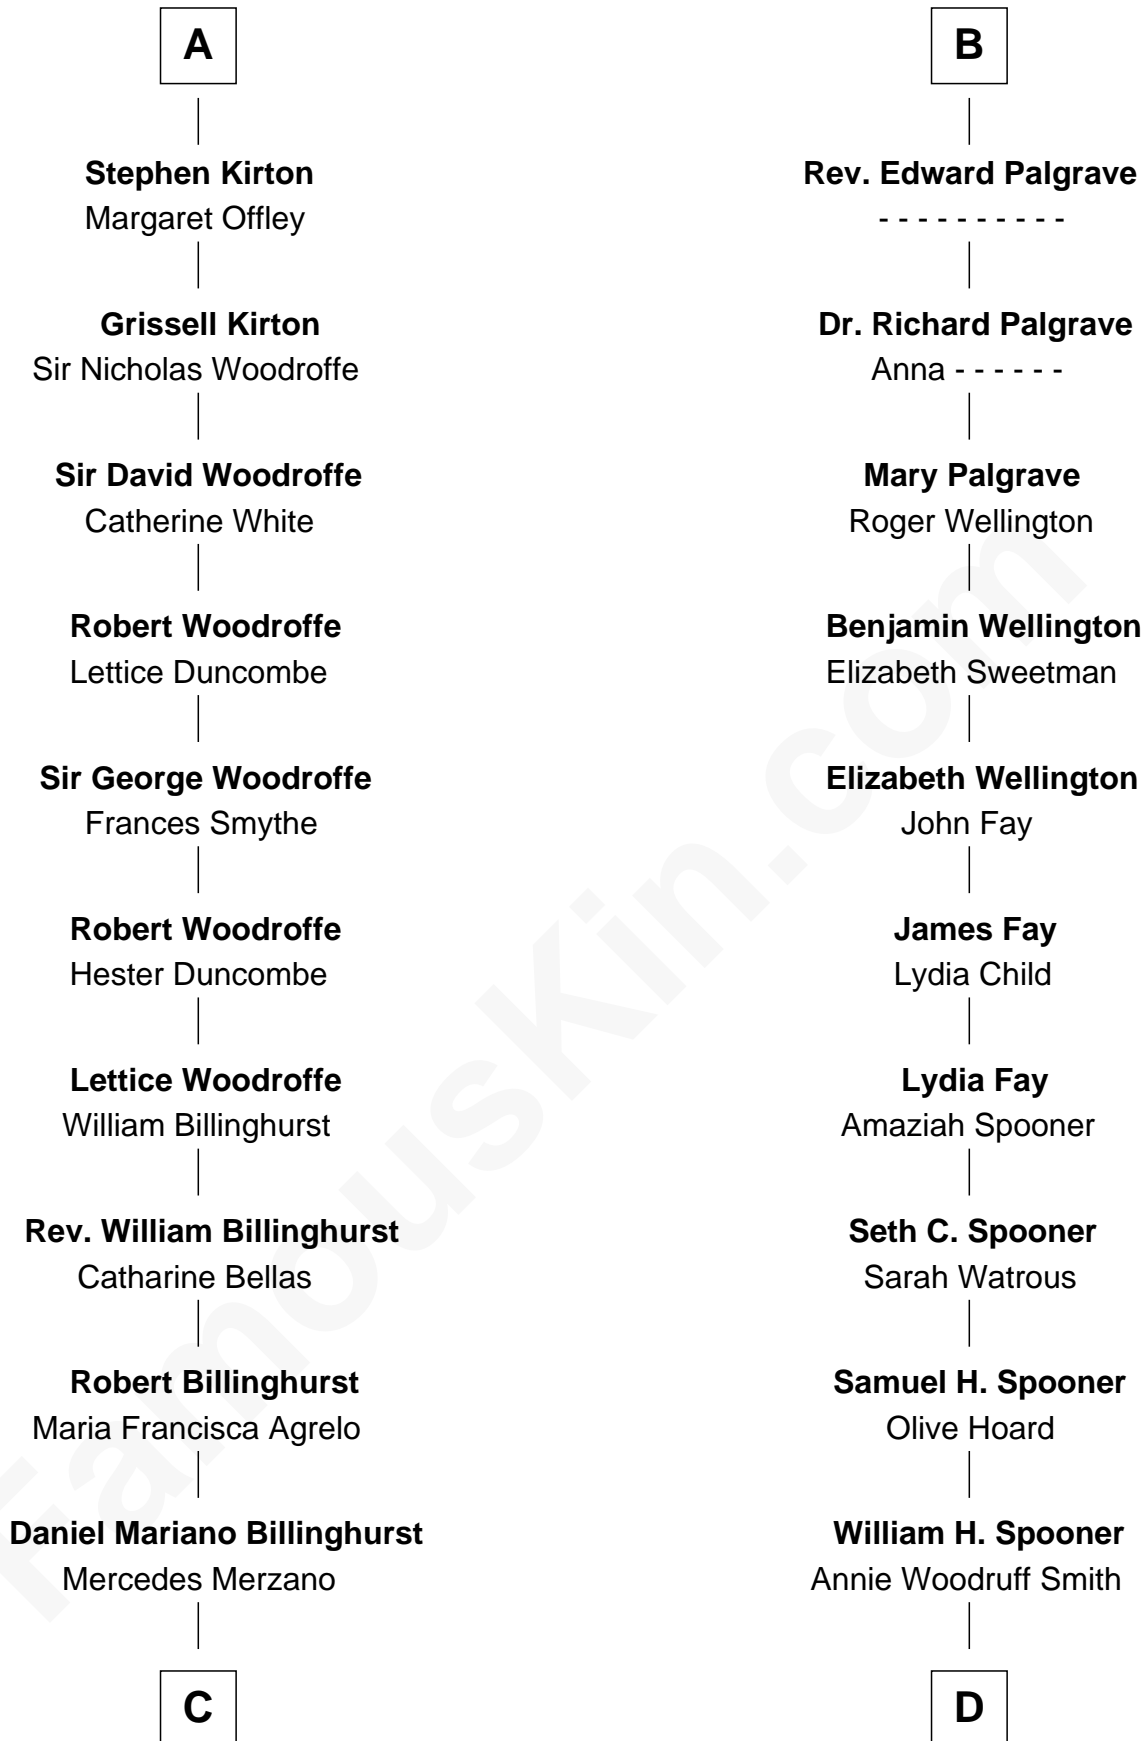 A
Stephen Kirton
Margaret Offley
Grissell Kirton
Sir Nicholas Woodroffe
Sir David Woodroffe
Catherine White
Robert Woodroffe
Lettice Duncombe
Sir George Woodroffe
Frances Smythe
Robert Woodroffe
Hester Duncombe
Lettice Woodroffe
William Billinghurst
Rev. William Billinghurst
Catharine Bellas
Robert Billinghurst
Maria Francisca Agrelo
Daniel Mariano Billinghurst
Mercedes Merzano
C
B
Rev. Edward Palgrave
- - - - - - - - - -
Dr. Richard Palgrave
Anna - - - - - -
Mary Palgrave
Roger Wellington
Benjamin Wellington
Elizabeth Sweetman
Elizabeth Wellington
John Fay
James Fay
Lydia Child
Lydia Fay
Amaziah Spooner
Seth C. Spooner
Sarah Watrous
Samuel H. Spooner
Olive Hoard
William H. Spooner
Annie Woodruff Smith
D
FamousKin.com